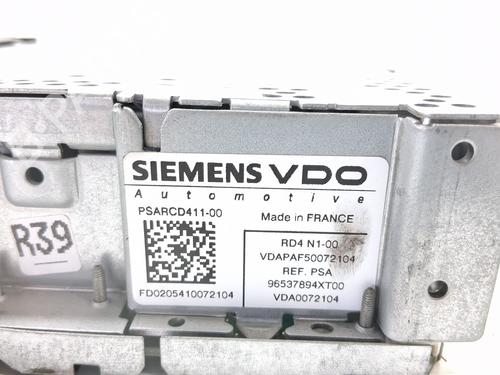 SIEMENS VDO
Automotive
PSARCD411-00
Made in FRANCE
R39
RD4 N1-00
VDAPAF50072104
REF. PSA
96537894XT00
FD0205410072104
VDA0072104